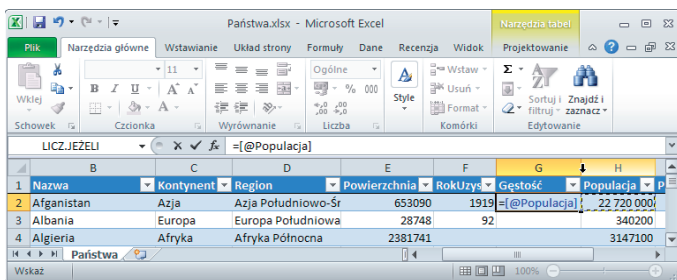 Państwa.xlsx - Microsoft Excel Narzędzia tabel
Plik Narzędzia główne Wstawianie Układ strony Formuły Dane Recenzja Widok Projektowanie
Wklej
Schowek
11
B I U A A
A
Czcionka
Wyrównanie
Ogólne
% 000
Liczba
Style
Wstaw
Usuń
Format
Komórki
Σ
Sortuj i filtruj
Znajdź i zaznacz
Edytowanie
LICZ.JEŻELI fx =[@Populacja]
B C D E F G H
1 Nazwa Kontynent Region Powierzchnia RokUzys Gęstość Populacja P
2 Afganistan Azja Azja Południowo-Śr 653090 1919 =[@Populacja] 22 720 000
3 Albania Europa Europa Południowa 28748 92 340200
4 Algieria Afryka Afryka Północna 2381741 3147100
Państwa
Wskaż 100%